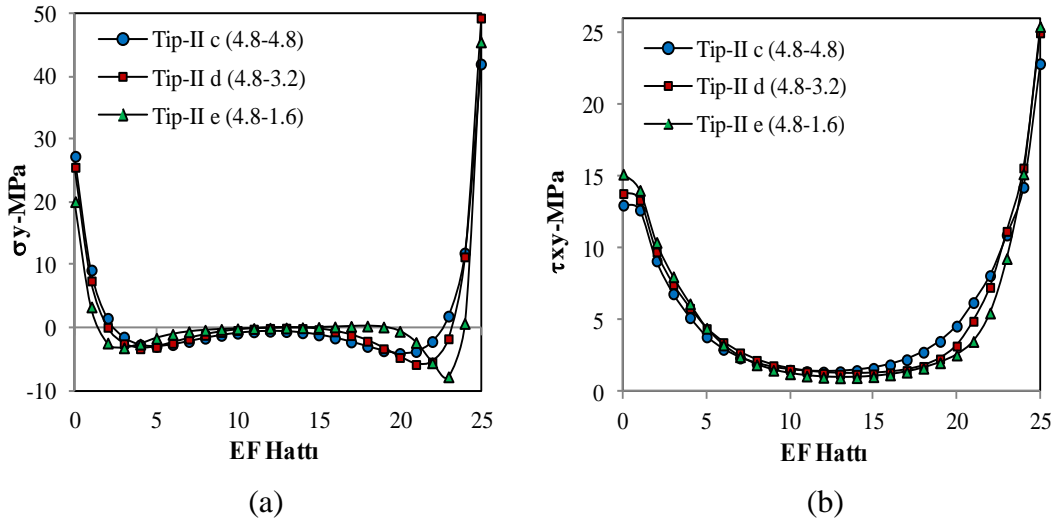 50
40
30
20
10
0
-10
σy-MPa
Tip-II c (4.8-4.8)
Tip-II d (4.8-3.2)
Tip-II e (4.8-1.6)
0 5 10 15 20 25
EF Hattı
(a)
25
20
15
10
5
0
τxy-MPa
Tip-II c (4.8-4.8)
Tip-II d (4.8-3.2)
Tip-II e (4.8-1.6)
0 5 10 15 20 25
EF Hattı
(b)